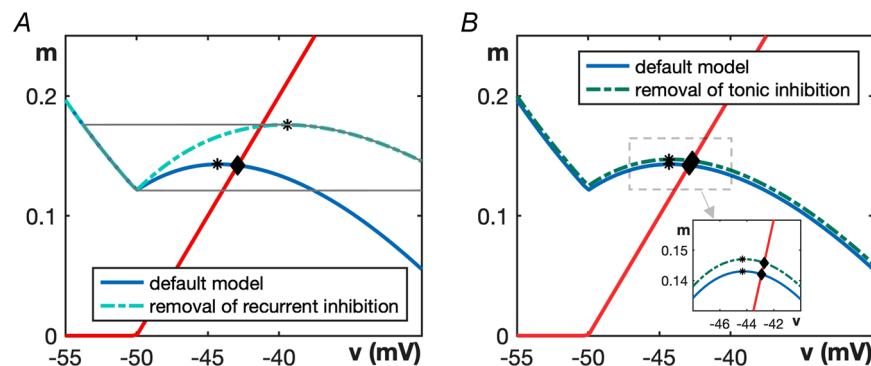 A
B
m
m
default model
removal of tonic inhibition
0.2
0.2
0.1
0.1
m
0.15
0.14
default model
removal of recurrent inhibition
-46 -44 -42 v
0
0
-55 -50 -45 -40 v (mV)
-55 -50 -45 -40 v (mV)